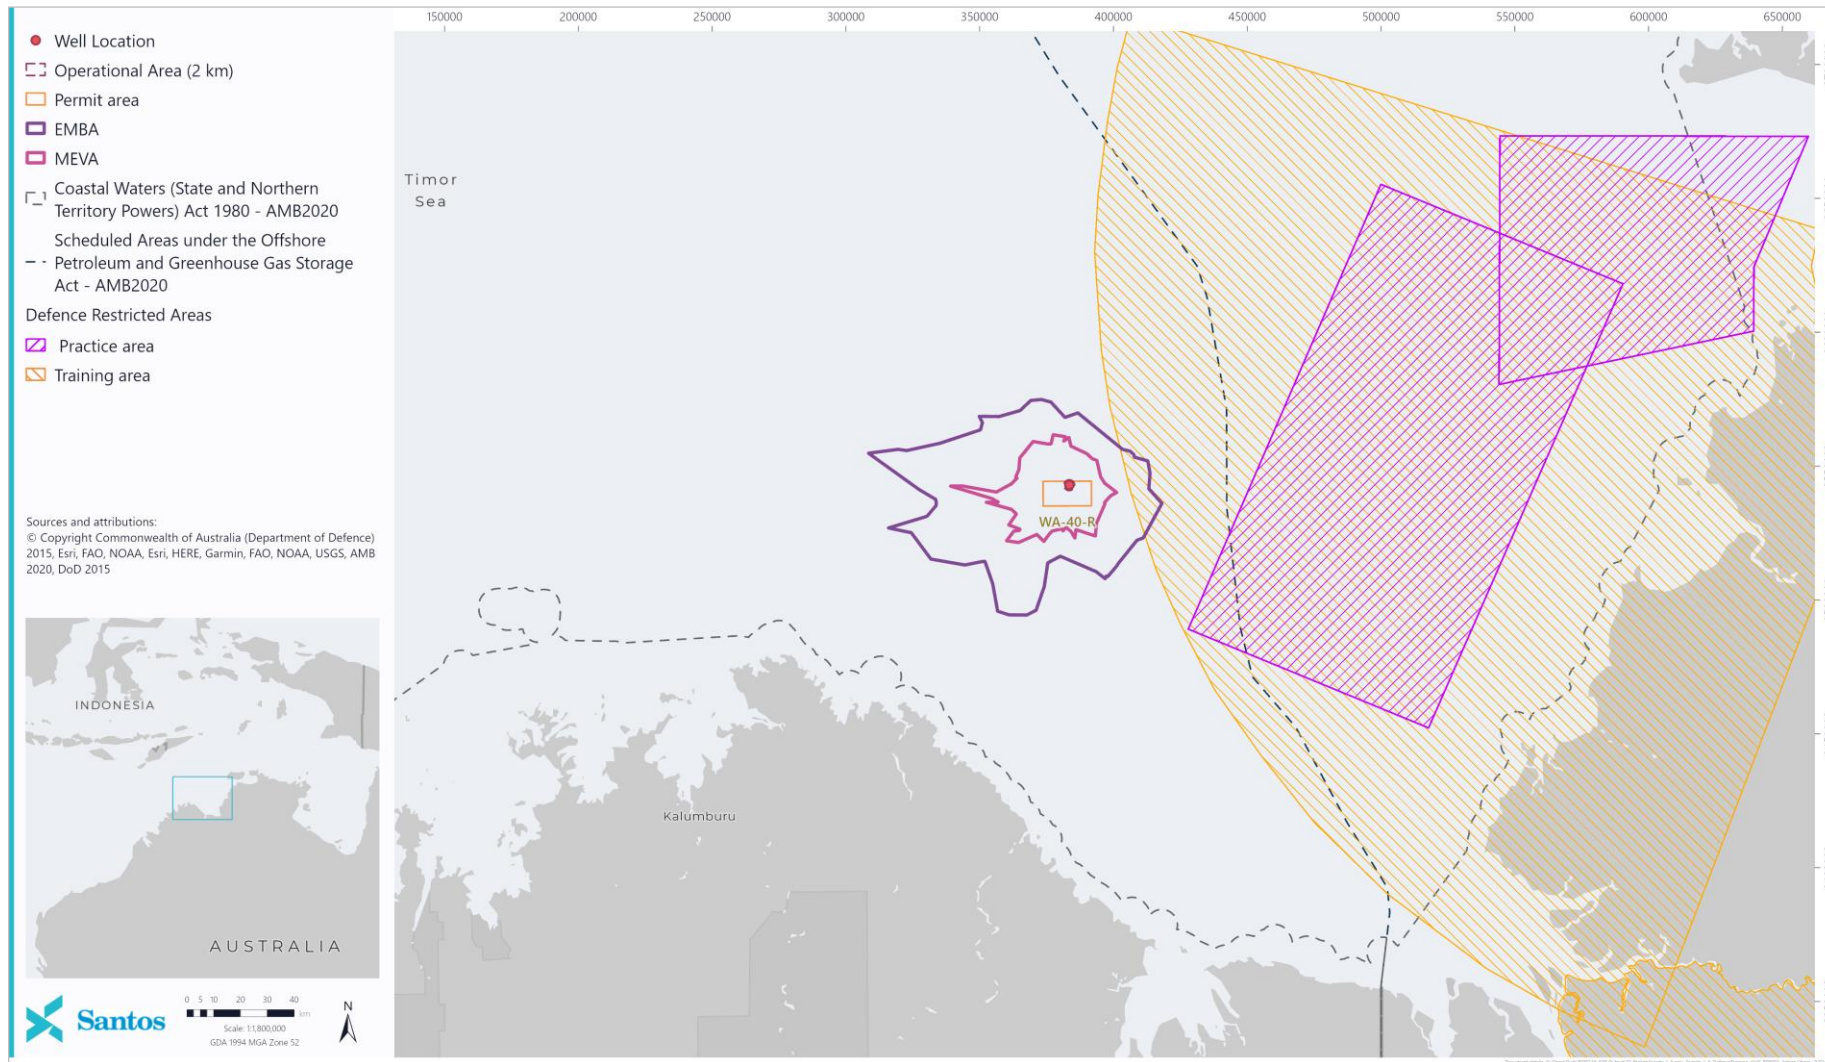 150000 200000 250000 300000 350000 400000 450000 500000 550000 600000 650000
Well Location
Operational Area (2 km)
Permit area
EMBA
MEVA
Coastal Waters (State and Northern
Territory Powers) Act 1980 - AMB2020
Scheduled Areas under the Offshore
Petroleum and Greenhouse Gas Storage
Act - AMB2020
Defence Restricted Areas
Practice area
Training area
Sources and attributions:
© Copyright Commonwealth of Australia (Department of Defence)
2015, Esri, FAO, NOAA, Esri, HERE, Garmin, FAO, NOAA, USGS, AMB
2020, DoD 2015
INDONESIA
AUSTRALIA
Santos
0 5 10 20 30 40
km
Scale: 1:1,800,000
GDA 1994 MGA Zone 52
N
Timor
Sea
WA-40-R
Kalumburu